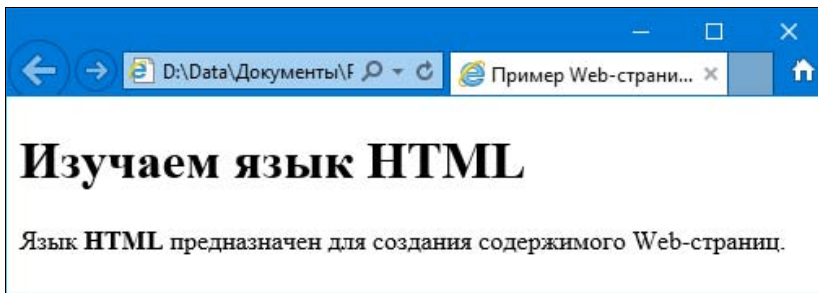 D:\Data\Документы\F
Пример Web-страни...
Изучаем язык HTML
Язык HTML предназначен для создания содержимого Web-страниц.